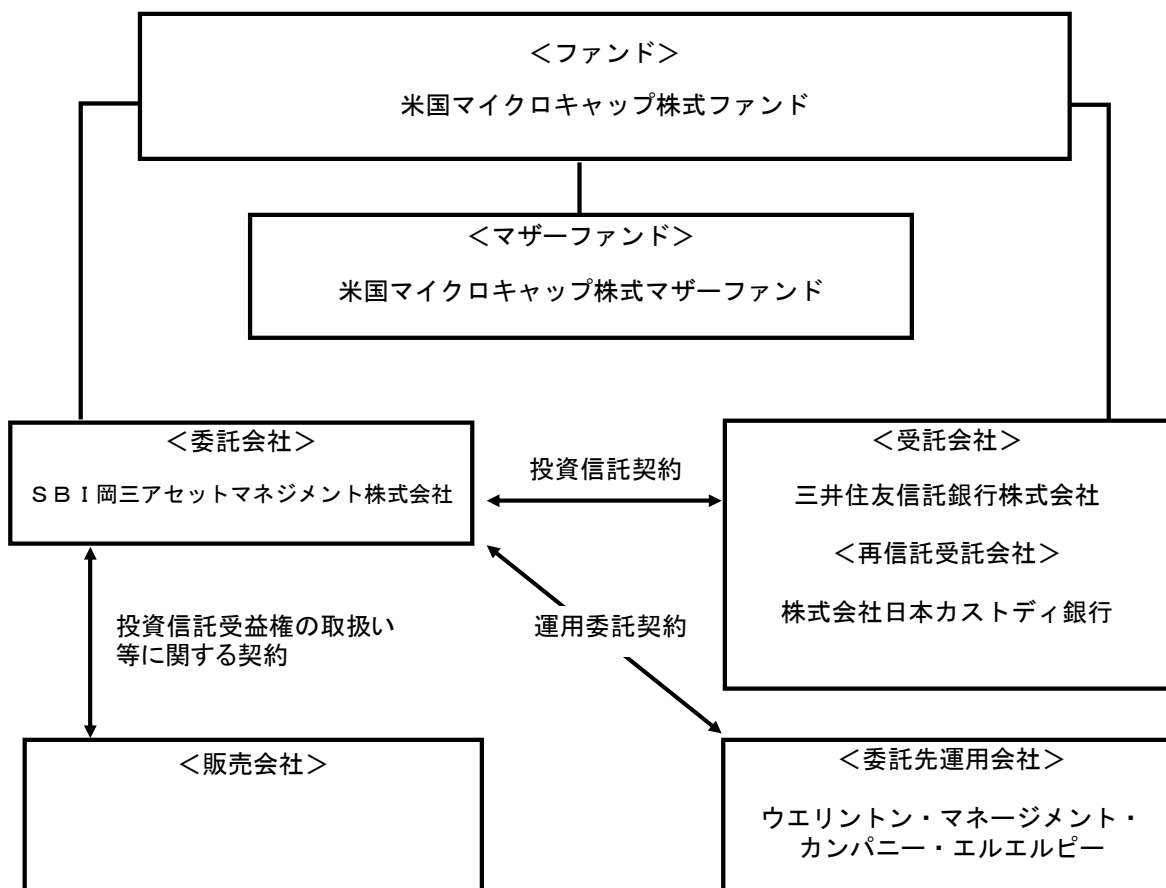 ＜ファンド＞
米国マイクロキャップ株式ファンド
＜マザーファンド＞
米国マイクロキャップ株式マザーファンド
＜委託会社＞
ＳＢＩ岡三アセットマネジメント株式会社
投資信託契約
＜受託会社＞
三井住友信託銀行株式会社
＜再信託受託会社＞
株式会社日本カストディ銀行
投資信託受益権の取扱い
等に関する契約
運用委託契約
＜販売会社＞
＜委託先運用会社＞
ウエリントン・マネージメント・
カンパニー・エルエルピー